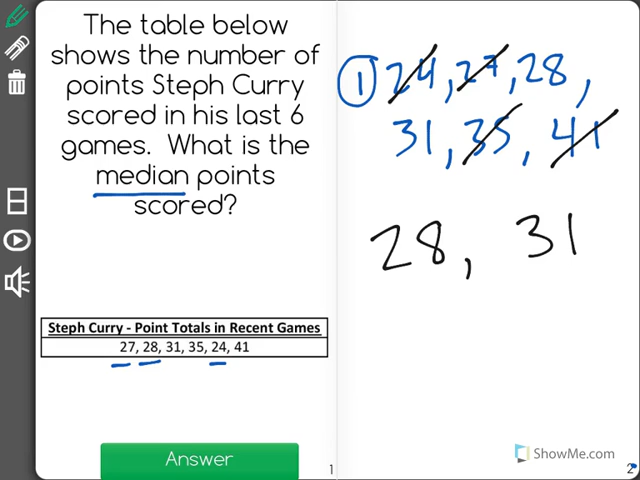 The table below
shows the number of
points Steph Curry
scored in his last 6
games. What is the
median points
scored?
Steph Curry - Point Totals in Recent Games
27, 28, 31, 35, 24, 41
Answer
1
1 24, 27, 28,
31, 35, 41
28, 31
ShowMe.com
2